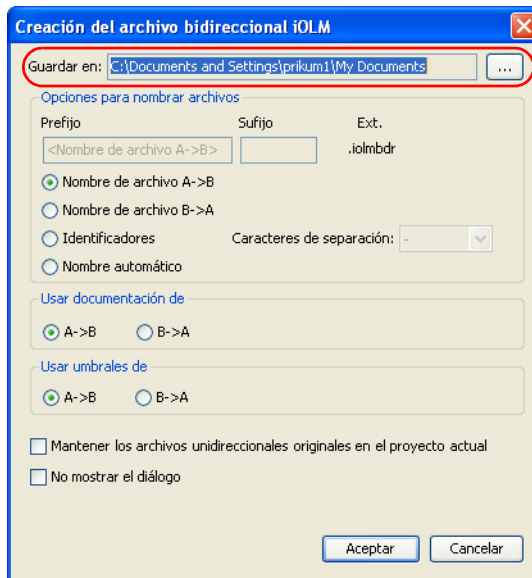 Creación del archivo bidireccional iOLM
Guardar en: C:\Documents and Settings\prikum1\My Documents ...
Opciones para nombrar archivos
Prefijo Sufijo Ext.
<Nombre de archivo A->B> .iolmbdr
Nombre de archivo A->B
Nombre de archivo B->A
Identificadores Caracteres de separación: -
Nombre automático
Usar documentación de
A->B B->A
Usar umbrales de
A->B B->A
Mantener los archivos unidireccionales originales en el proyecto actual
No mostrar el diálogo
Aceptar Cancelar